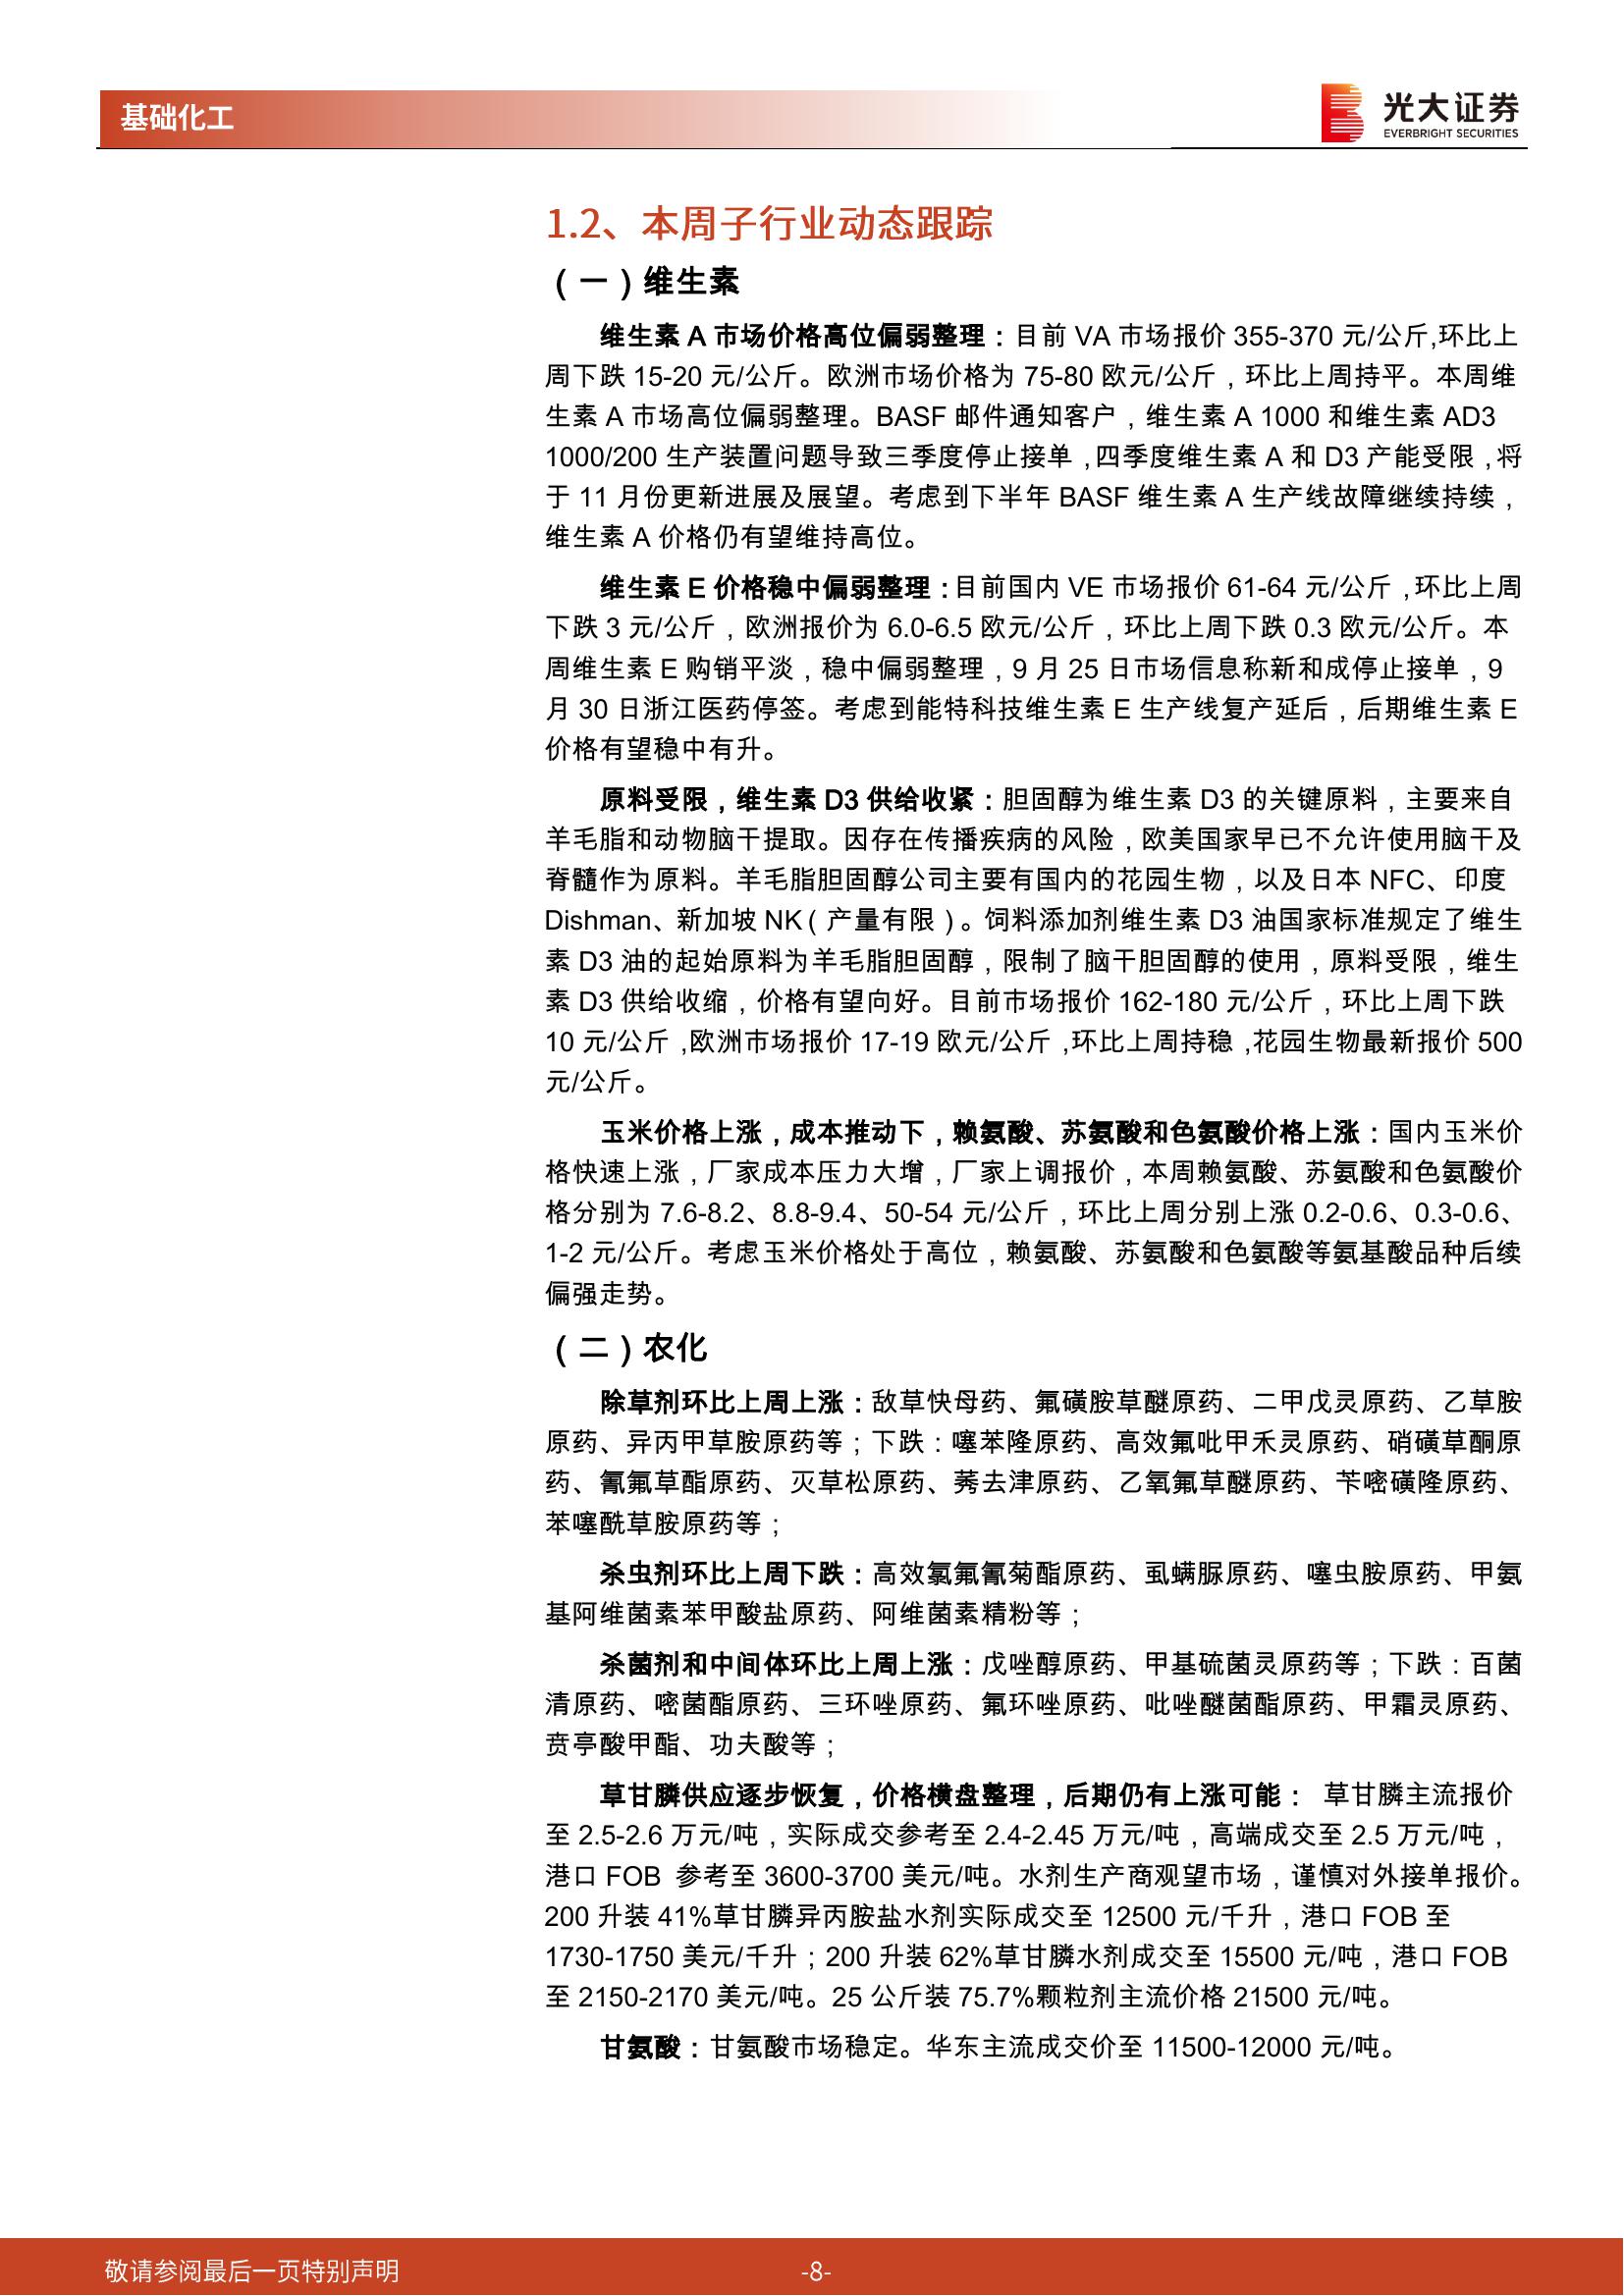 基础化工
光大证券
EVERBRIGHT SECURITIES
1.2、本周子行业动态跟踪
（一）维生素
维生素 A 市场价格高位偏弱整理：目前 VA 市场报价 355-370 元/公斤,环比上
周下跌 15-20 元/公斤。欧洲市场价格为 75-80 欧元/公斤，环比上周持平。本周维
生素 A 市场高位偏弱整理。BASF 邮件通知客户，维生素 A 1000 和维生素 AD3
1000/200 生产装置问题导致三季度停止接单，四季度维生素 A 和 D3 产能受限，将
于 11 月份更新进展及展望。考虑到下半年 BASF 维生素 A 生产线故障继续持续，
维生素 A 价格仍有望维持高位。
维生素 E 价格稳中偏弱整理：目前国内 VE 市场报价 61-64 元/公斤，环比上周
下跌 3 元/公斤，欧洲报价为 6.0-6.5 欧元/公斤，环比上周下跌 0.3 欧元/公斤。本
周维生素 E 购销平淡，稳中偏弱整理，9 月 25 日市场信息称新和成停止接单，9
月 30 日浙江医药停签。考虑到能特科技维生素 E 生产线复产延后，后期维生素 E
价格有望稳中有升。
原料受限，维生素 D3 供给收紧：胆固醇为维生素 D3 的关键原料，主要来自
羊毛脂和动物脑干提取。因存在传播疾病的风险，欧美国家早已不允许使用脑干及
脊髓作为原料。羊毛脂胆固醇公司主要有国内的花园生物，以及日本 NFC、印度
Dishman、新加坡 NK（产量有限）。饲料添加剂维生素 D3 油国家标准规定了维生
素 D3 油的起始原料为羊毛脂胆固醇，限制了脑干胆固醇的使用，原料受限，维生
素 D3 供给收缩，价格有望向好。目前市场报价 162-180 元/公斤，环比上周下跌
10 元/公斤，欧洲市场报价 17-19 欧元/公斤，环比上周持稳，花园生物最新报价 500
元/公斤。
玉米价格上涨，成本推动下，赖氨酸、苏氨酸和色氨酸价格上涨：国内玉米价
格快速上涨，厂家成本压力大增，厂家上调报价，本周赖氨酸、苏氨酸和色氨酸价
格分别为 7.6-8.2、8.8-9.4、50-54 元/公斤，环比上周分别上涨 0.2-0.6、0.3-0.6、
1-2 元/公斤。考虑玉米价格处于高位，赖氨酸、苏氨酸和色氨酸等氨基酸品种后续
偏强走势。
（二）农化
除草剂环比上周上涨：敌草快母药、氟磺胺草醚原药、二甲戊灵原药、乙草胺
原药、异丙甲草胺原药等；下跌：噻苯隆原药、高效氟吡甲禾灵原药、硝磺草酮原
药、氰氟草酯原药、灭草松原药、莠去津原药、乙氧氟草醚原药、苄嘧磺隆原药、
苯噻酰草胺原药等；
杀虫剂环比上周下跌：高效氯氟氰菊酯原药、虱螨脲原药、噻虫胺原药、甲氨
基阿维菌素苯甲酸盐原药、阿维菌素精粉等；
杀菌剂和中间体环比上周上涨：戊唑醇原药、甲基硫菌灵原药等；下跌：百菌
清原药、嘧菌酯原药、三环唑原药、氟环唑原药、吡唑醚菌酯原药、甲霜灵原药、
贲亭酸甲酯、功夫酸等；
草甘膦供应逐步恢复，价格横盘整理，后期仍有上涨可能： 草甘膦主流报价
至 2.5-2.6 万元/吨，实际成交参考至 2.4-2.45 万元/吨，高端成交至 2.5 万元/吨，
港口 FOB 参考至 3600-3700 美元/吨。水剂生产商观望市场，谨慎对外接单报价。
200 升装 41%草甘膦异丙胺盐水剂实际成交至 12500 元/千升，港口 FOB 至
1730-1750 美元/千升；200 升装 62%草甘膦水剂成交至 15500 元/吨，港口 FOB
至 2150-2170 美元/吨。25 公斤装 75.7%颗粒剂主流价格 21500 元/吨。
甘氨酸：甘氨酸市场稳定。华东主流成交价至 11500-12000 元/吨。
敬请参阅最后一页特别声明
-8-